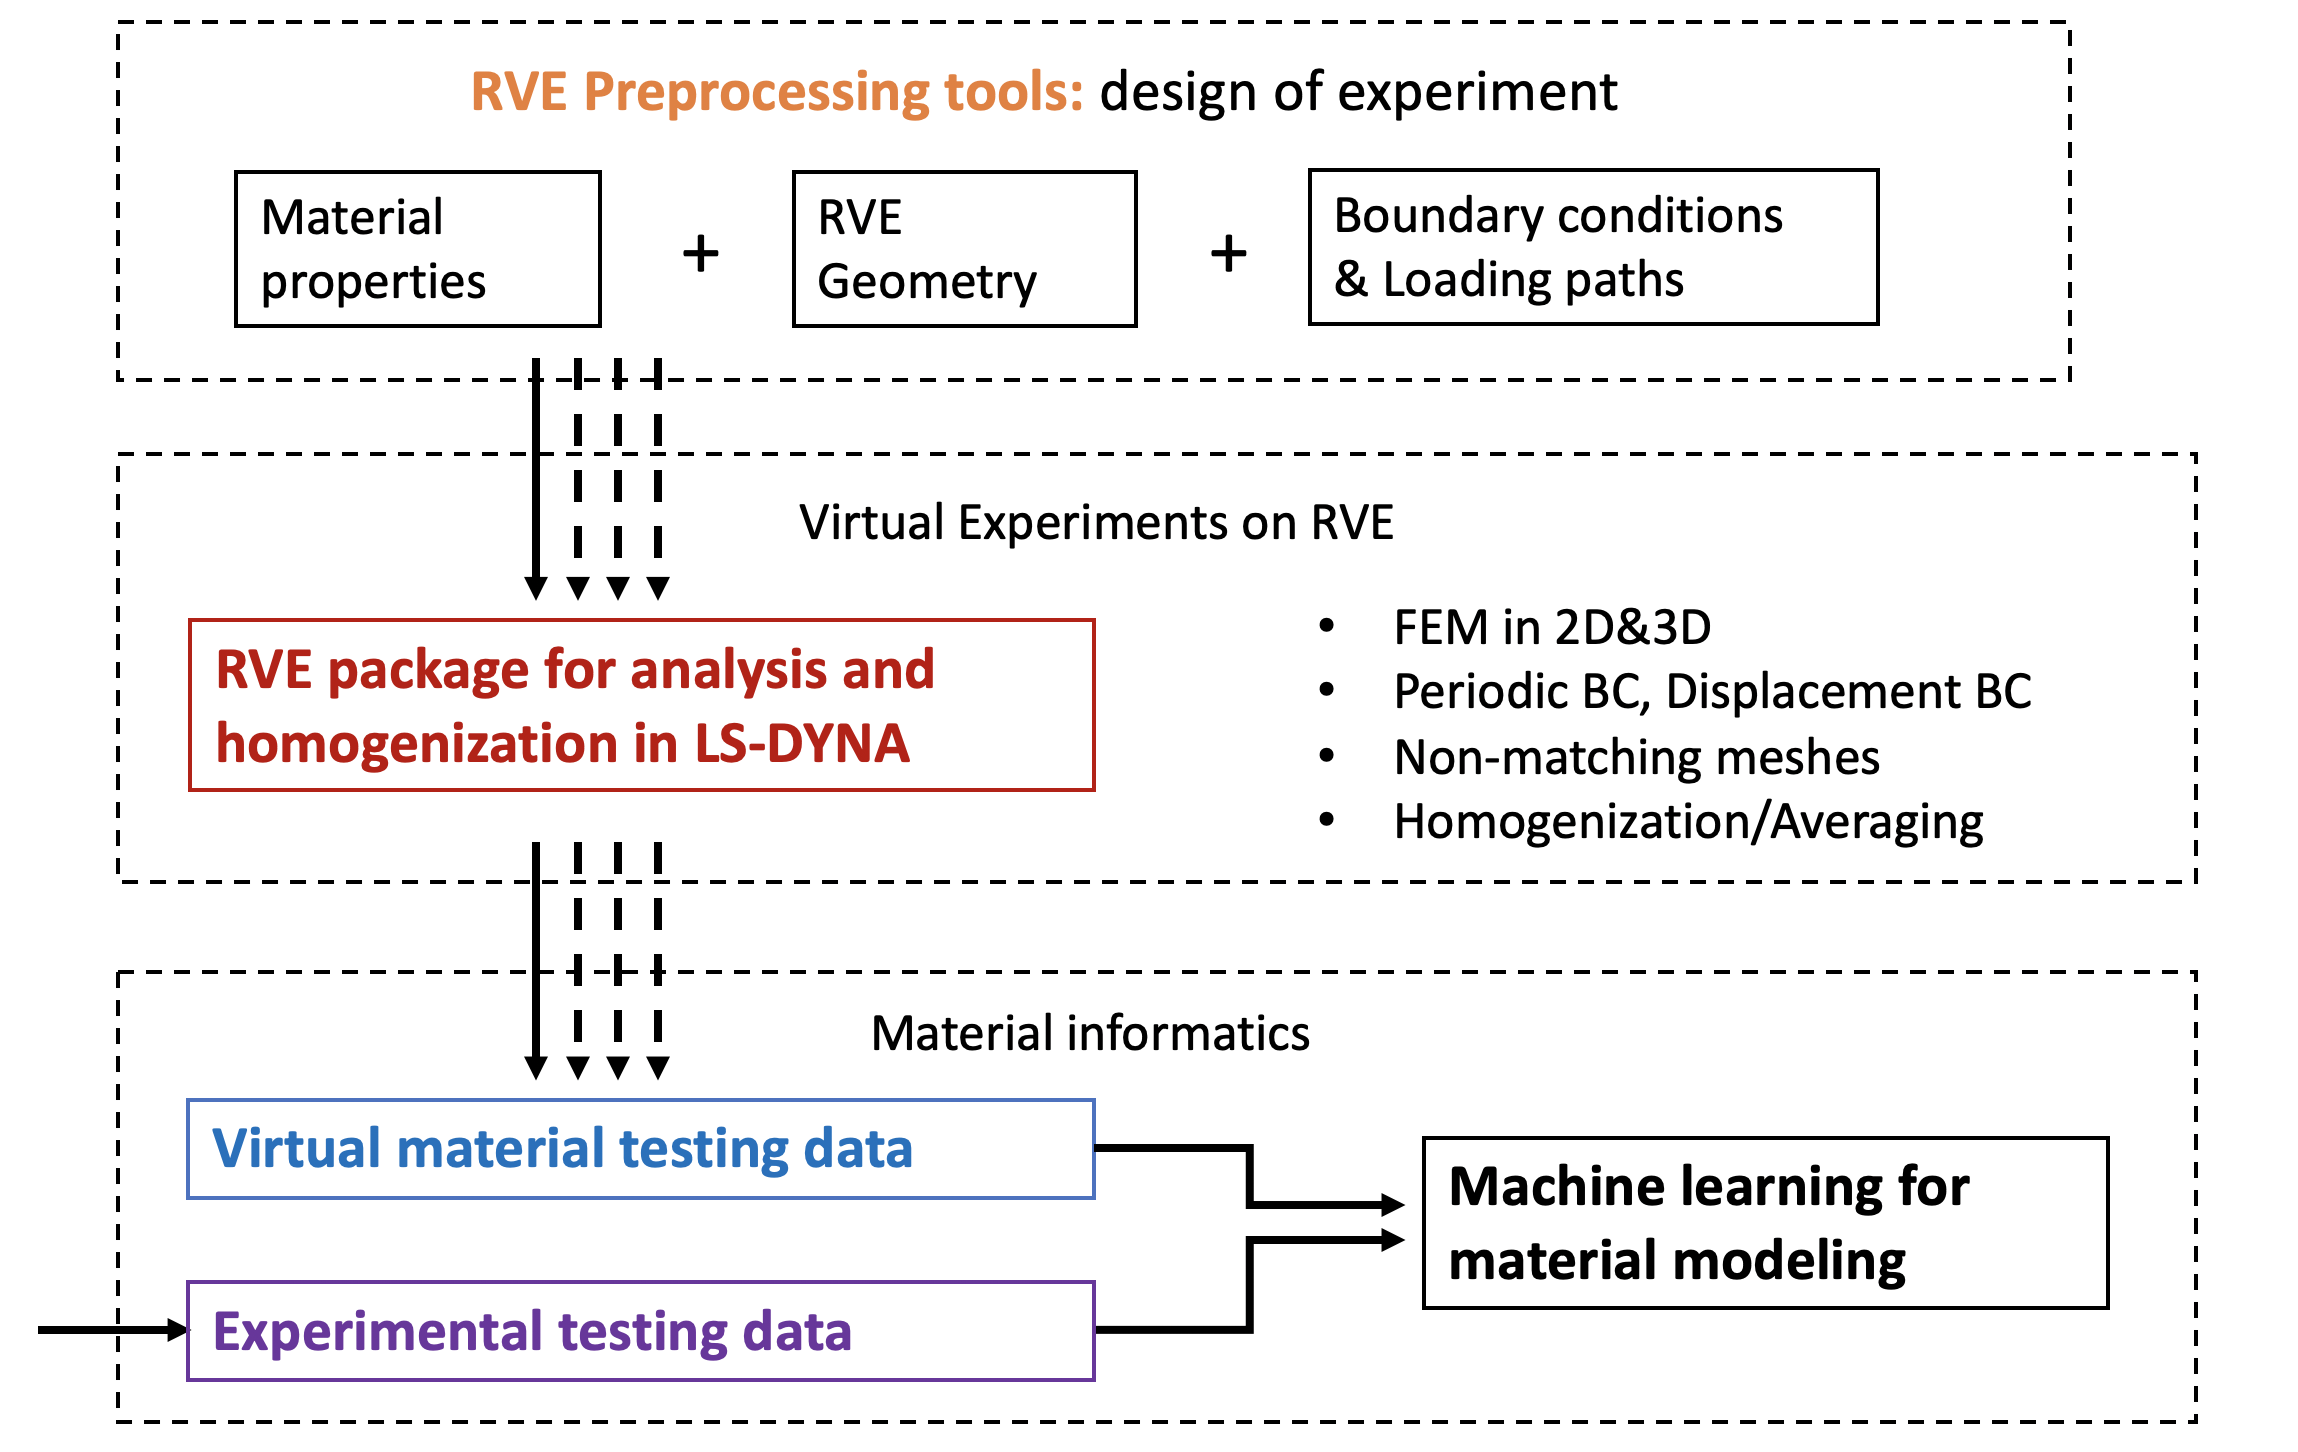 RVE Preprocessing tools: design of experiment
Material
properties
+
RVE
Geometry
+
Boundary conditions
& Loading paths
Virtual Experiments on RVE
RVE package for analysis and
homogenization in LS-DYNA
• FEM in 2D&3D
• Periodic BC, Displacement BC
• Non-matching meshes
• Homogenization/Averaging
Material informatics
Virtual material testing data
Experimental testing data
Machine learning for
material modeling